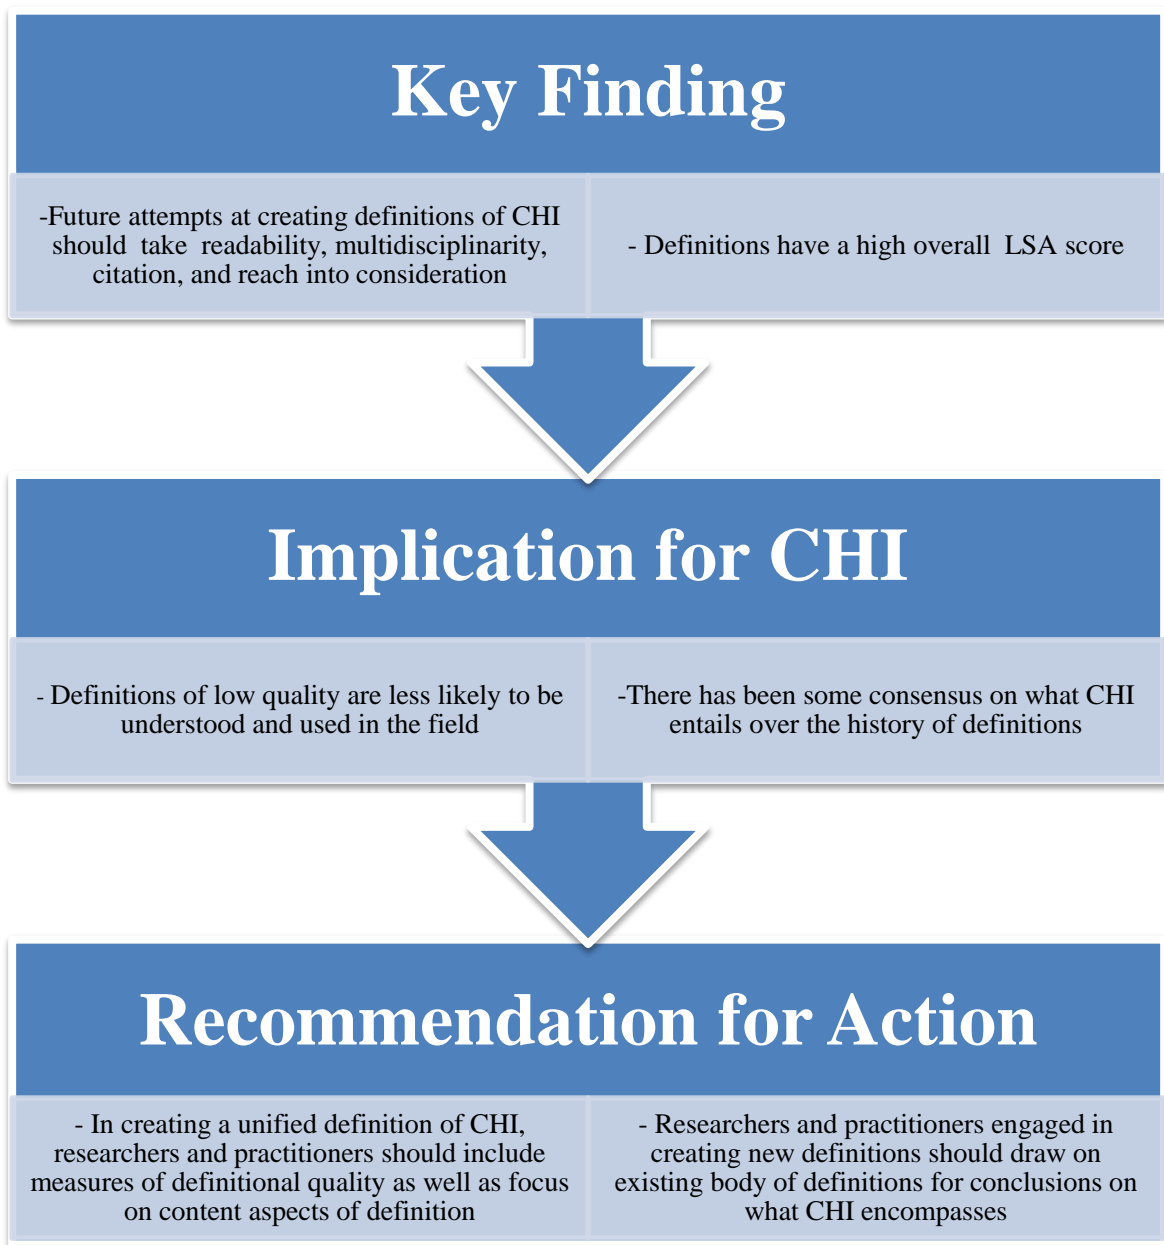 Key Finding
-Future attempts at creating definitions of CHI
should take readability, multidisciplinarity,
citation, and reach into consideration
- Definitions have a high overall LSA score
Implication for CHI
- Definitions of low quality are less likely to be
understood and used in the field
-There has been some consensus on what CHI
entails over the history of definitions
Recommendation for Action
- In creating a unified definition of CHI,
researchers and practitioners should include
measures of definitional quality as well as focus
on content aspects of definition
- Researchers and practitioners engaged in
creating new definitions should draw on
existing body of definitions for conclusions on
what CHI encompasses